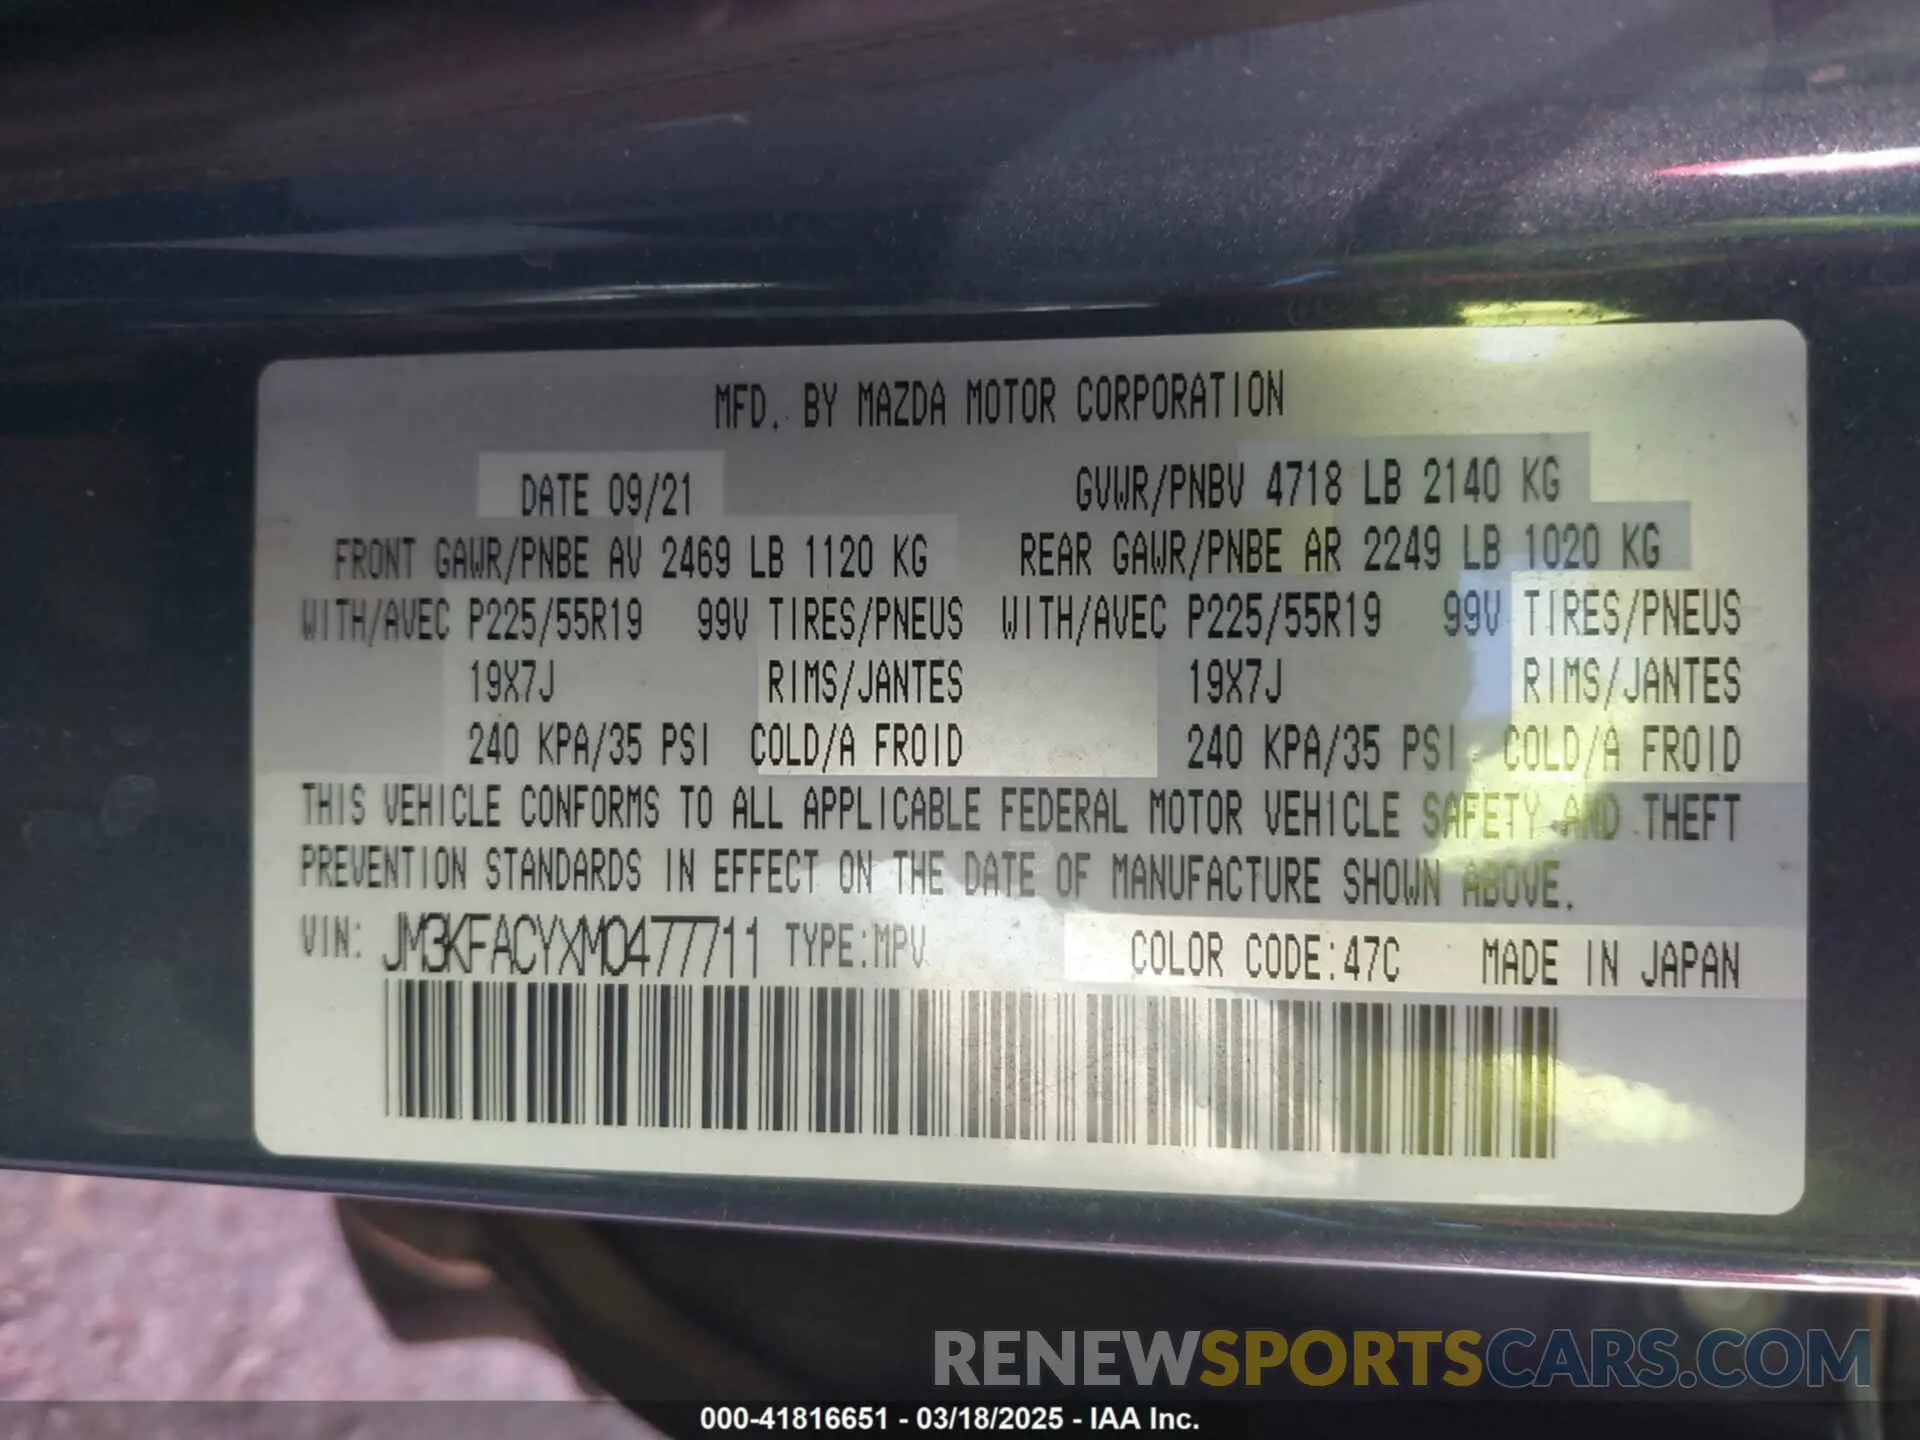 MFD. BY MAZDA MOTOR CORPORATION
DATE 09/21 GVWR/PNBV 4718 LB 2140 KG
FRONT GAWR/PNBE AV 2469 LB 1120 KG REAR GAWR/PNBE AR 2249 LB 1020 KG
WITH/AVEC P225/55R19 99V TIRES/PNEUS WITH/AVEC P225/55R19 99V TIRES/PNEUS
19X7J RIMS/JANTES 19X7J RIMS/JANTES
240 KPA/35 PSI COLD/A FROID 240 KPA/35 PSI COLD/A FROID
THIS VEHICLE CONFORMS TO ALL APPLICABLE FEDERAL MOTOR VEHICLE SAFETY AND THEFT
PREVENTION STANDARDS IN EFFECT ON THE DATE OF MANUFACTURE SHOWN ABOVE.
VIN: JM3KFACYXM0477711 TYPE:MPV COLOR CODE:47C MADE IN JAPAN
RENEWSPORTSCARS.COM
000-41816651 - 03/18/2025 - IAA Inc.